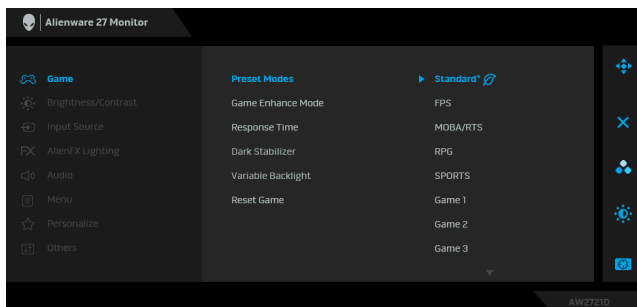 Alienware 27 Monitor
Game
Preset Modes
Standard*
Brightness/Contrast
Game Enhance Mode
FPS
Input Source
Response Time
MOBA/RTS
FX
AlienFX Lighting
Dark Stabilizer
RPG
Audio
Variable Backlight
SPORTS
Menu
Reset Game
Game 1
Personalize
Game 2
Others
Game 3
AW2721D